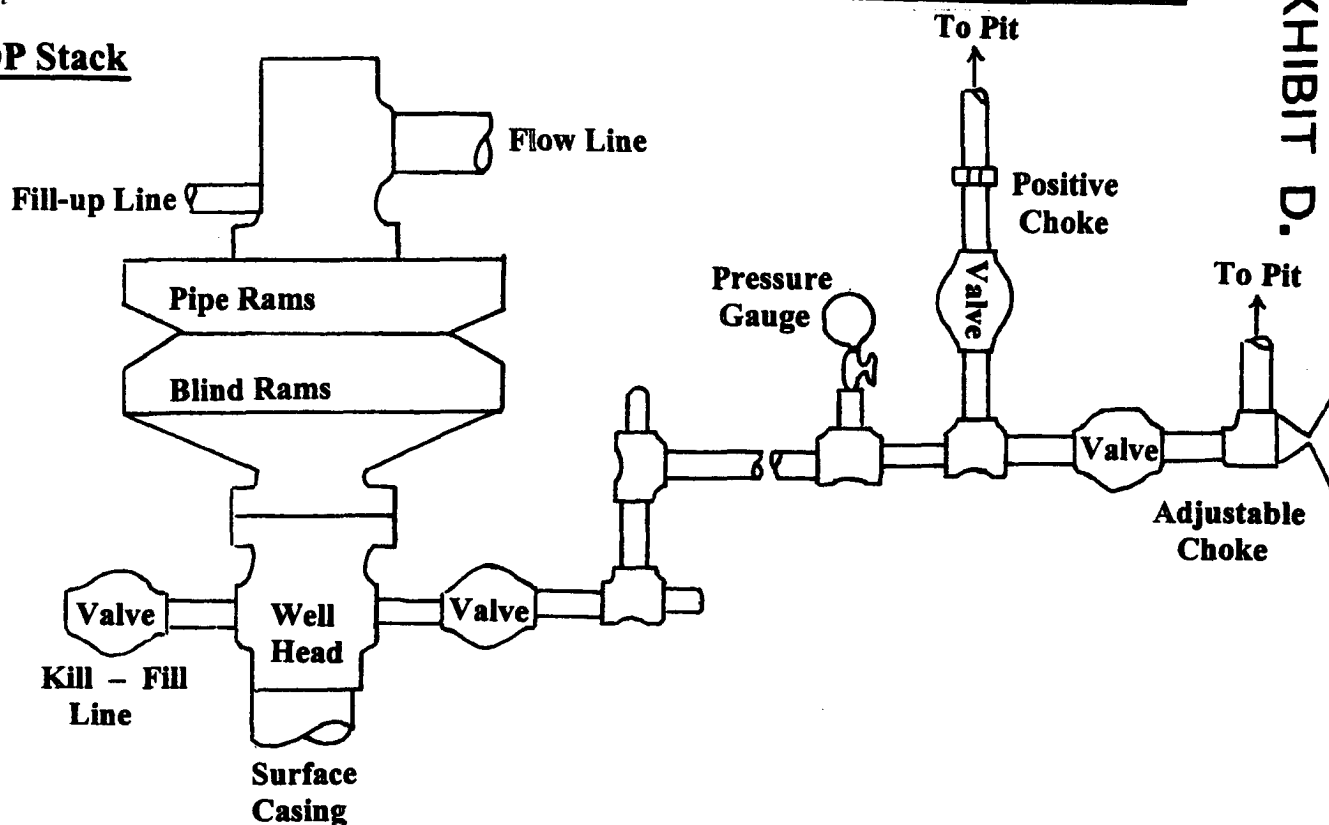 To Pit
P Stack
Flow Line
Fill-up Line
Positive
Choke
HIBIT D.
To Pit
Pressure
Gauge
Valve
Pipe Rams
Blind Rams
Valve
Adjustable
Choke
Valve
Well
Head
Valve
Kill – Fill
Line
Surface
Casing